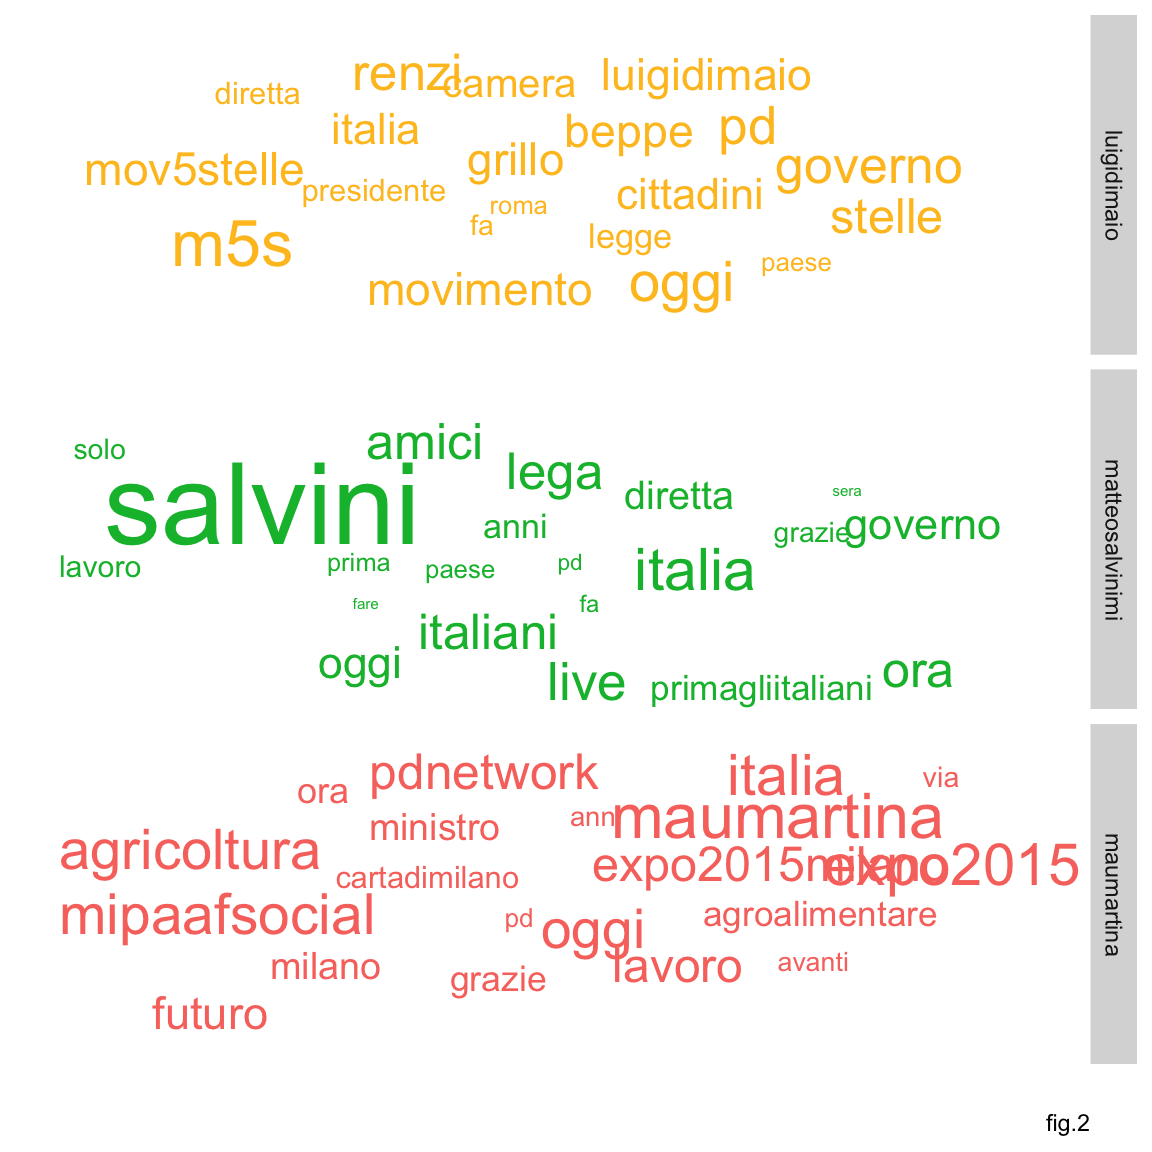 renzi
camera
luigidimaio
diretta
italia
beppe
pd
mov5stelle
grillo
governo
presidente
cittadini
roma
stelle
fa
legge
m5s
paese
movimento
oggi
luigidimaio
solo
amici
lega
salvini
diretta
sera
anni
grazie
governo
lavoro
prima
paese
pd
italia
fare
fa
italiani
oggi
live
primagliitaliani
ora
matteosalvinimi
pdnetwork
italia
via
ora
ministro
ann
maumartina
agricoltura
expo2015milano
expo2015
cartadimilano
mipaafsocial
pd
oggi
agroalimentare
milano
grazie
lavoro
avanti
futuro
maumartina
fig.2